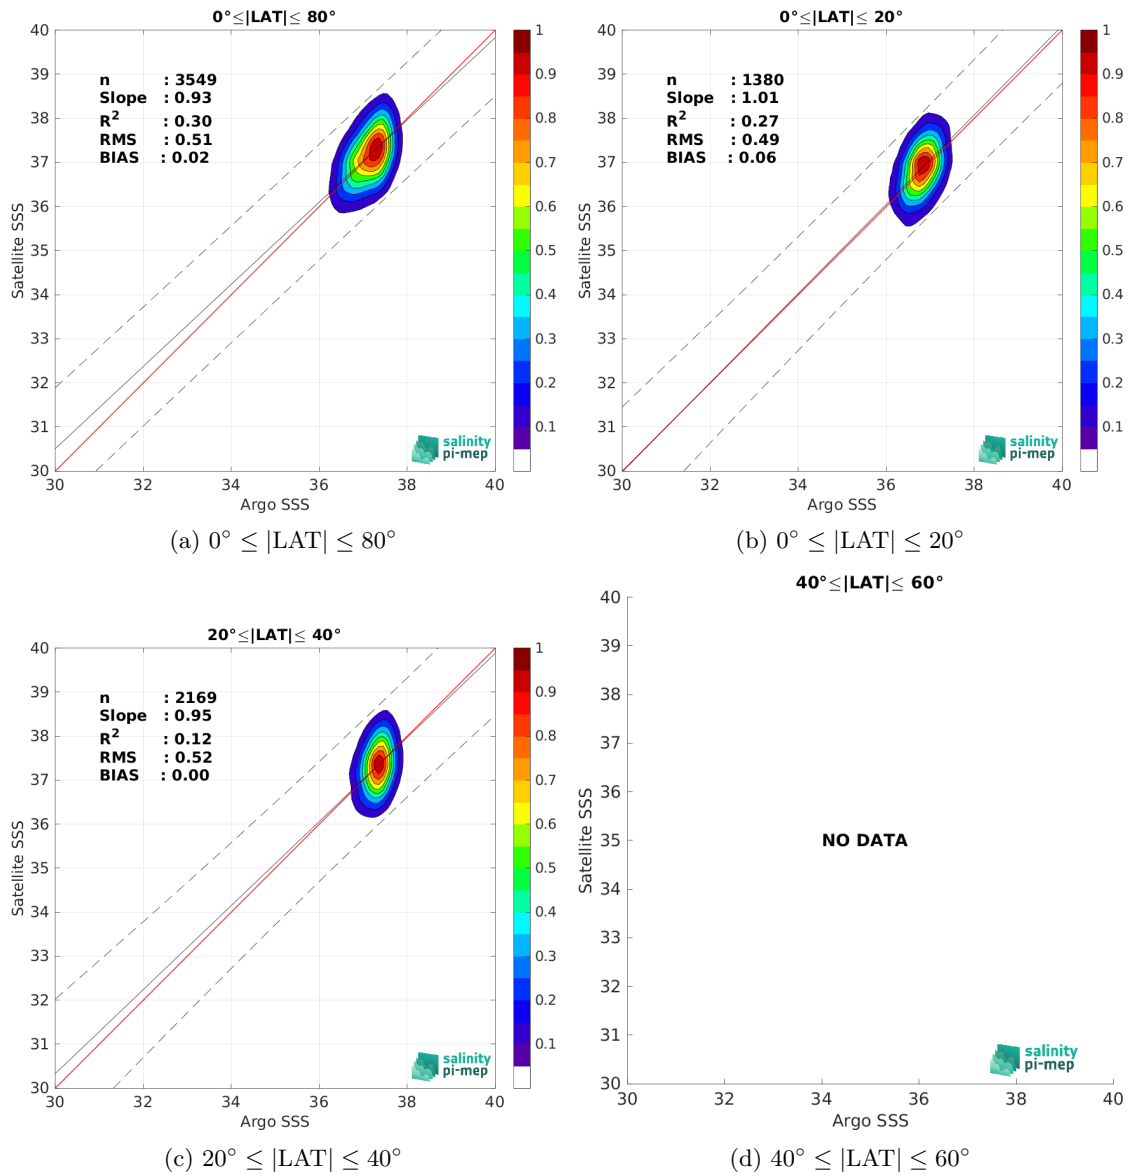 0°≤|LAT|≤ 80°
40
39
38
37
36
35
34
33
32
31
30
Satellite SSS
n : 3549
Slope : 0.93
R² : 0.30
RMS : 0.51
BIAS : 0.02
salinity
pi-mep
30 32 34 36 38 40
Argo SSS
1
0.9
0.8
0.7
0.6
0.5
0.4
0.3
0.2
0.1
(a) 0° ≤ |LAT| ≤ 80°
0°≤|LAT|≤ 20°
40
39
38
37
36
35
34
33
32
31
30
Satellite SSS
n : 1380
Slope : 1.01
R² : 0.27
RMS : 0.49
BIAS : 0.06
salinity
pi-mep
30 32 34 36 38 40
Argo SSS
1
0.9
0.8
0.7
0.6
0.5
0.4
0.3
0.2
0.1
(b) 0° ≤ |LAT| ≤ 20°
20°≤|LAT|≤ 40°
40
39
38
37
36
35
34
33
32
31
30
Satellite SSS
n : 2169
Slope : 0.95
R² : 0.12
RMS : 0.52
BIAS : 0.00
salinity
pi-mep
30 32 34 36 38 40
Argo SSS
1
0.9
0.8
0.7
0.6
0.5
0.4
0.3
0.2
0.1
(c) 20° ≤ |LAT| ≤ 40°
40°≤|LAT|≤ 60°
40
39
38
37
36
35
34
33
32
31
30
Satellite SSS
NO DATA
salinity
pi-mep
30 32 34 36 38 40
Argo SSS
(d) 40° ≤ |LAT| ≤ 60°